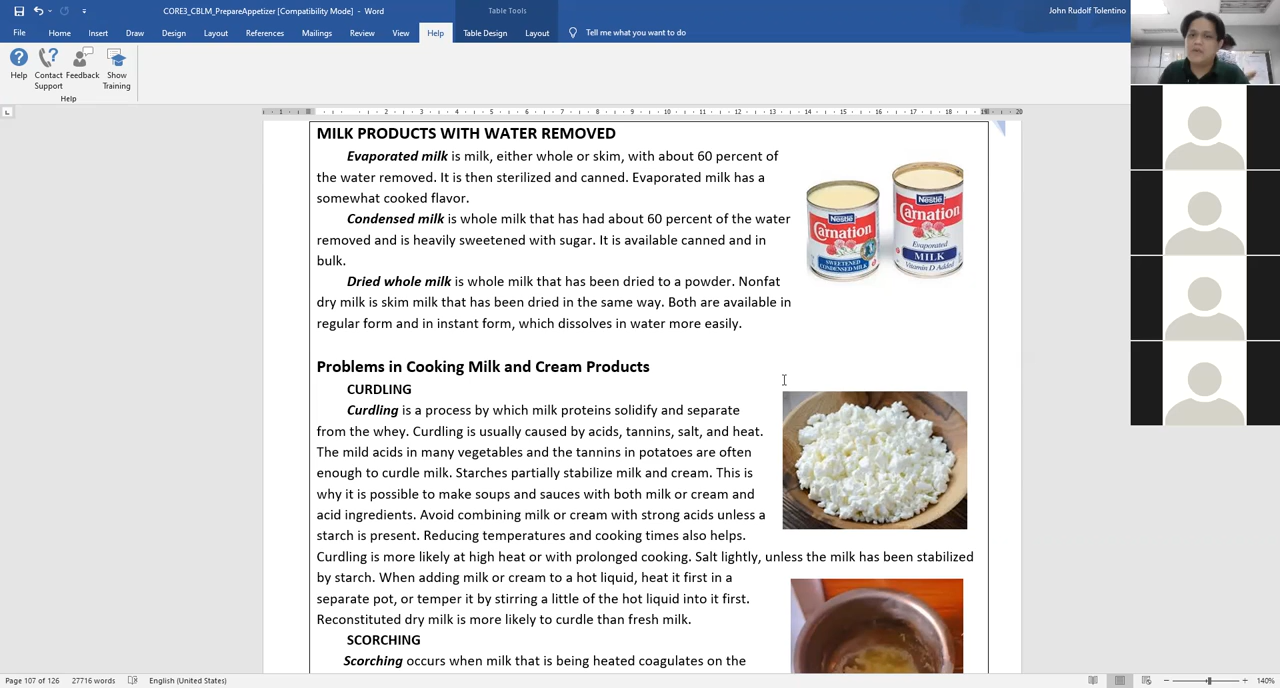 CORE3_CBLM_PrepareAppetizer [Compatibility Mode] - Word
Table Tools
John Rudolf Tolentino
File Home Insert Draw Design Layout References Mailings Review View Help Table Design Layout Tell me what you want to do
Help Contact Support Feedback Show Training
Help
MILK PRODUCTS WITH WATER REMOVED
Evaporated milk is milk, either whole or skim, with about 60 percent of
the water removed. It is then sterilized and canned. Evaporated milk has a
somewhat cooked flavor.
Condensed milk is whole milk that has had about 60 percent of the water
removed and is heavily sweetened with sugar. It is available canned and in
bulk.
Dried whole milk is whole milk that has been dried to a powder. Nonfat
dry milk is skim milk that has been dried in the same way. Both are available in
regular form and in instant form, which dissolves in water more easily.
Nestle
Carnation
SWEETENED
CONDENSED MILK
Nestle
Carnation
Evaporated
MILK
Vitamin D Added
Problems in Cooking Milk and Cream Products
CURDLING
Curdling is a process by which milk proteins solidify and separate
from the whey. Curdling is usually caused by acids, tannins, salt, and heat.
The mild acids in many vegetables and the tannins in potatoes are often
enough to curdle milk. Starches partially stabilize milk and cream. This is
why it is possible to make soups and sauces with both milk or cream and
acid ingredients. Avoid combining milk or cream with strong acids unless a
starch is present. Reducing temperatures and cooking times also helps.
Curdling is more likely at high heat or with prolonged cooking. Salt lightly, unless the milk has been stabilized
by starch. When adding milk or cream to a hot liquid, heat it first in a
separate pot, or temper it by stirring a little of the hot liquid into it first.
Reconstituted dry milk is more likely to curdle than fresh milk.
SCORCHING
Scorching occurs when milk that is being heated coagulates on the
Page 107 of 126 27716 words English (United States) 140%